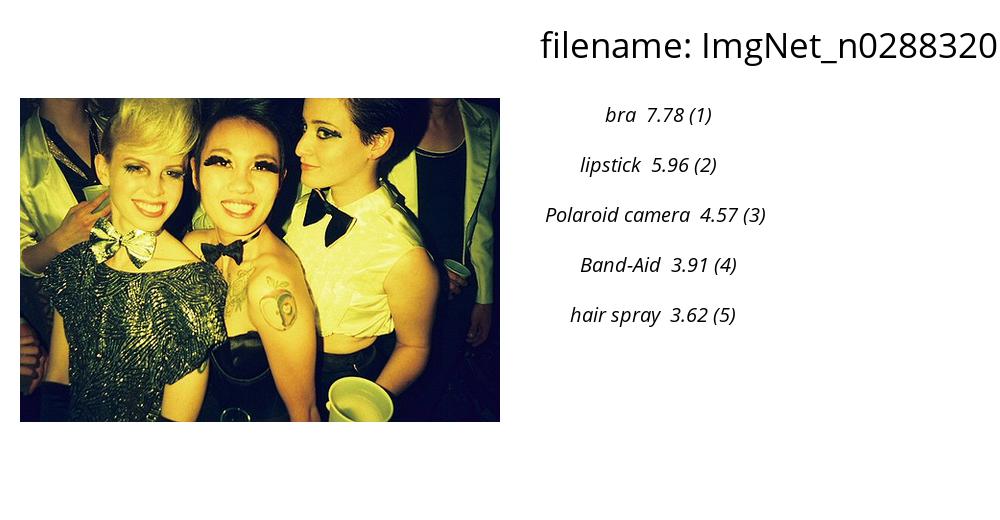 filename: ImgNet_n0288320
bra 7.78 (1)
lipstick 5.96 (2)
Polaroid camera 4.57 (3)
Band-Aid 3.91 (4)
hair spray 3.62 (5)